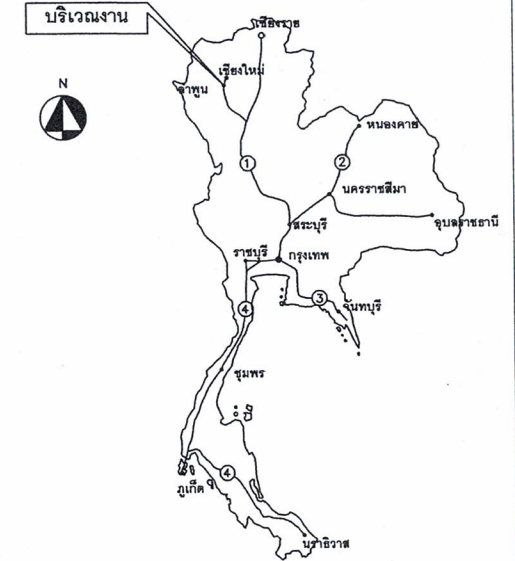 บริเวณงาน
เชียงราย
เชียงใหม่
ลำพูน
N
หนองคาย
1
2
นครราชสีมา
อุบลราชธานี
สระบุรี
ราชบุรี
กรุงเทพ
3
จันทบุรี
4
ชุมพร
4
ภูเก็ต
นราธิวาส